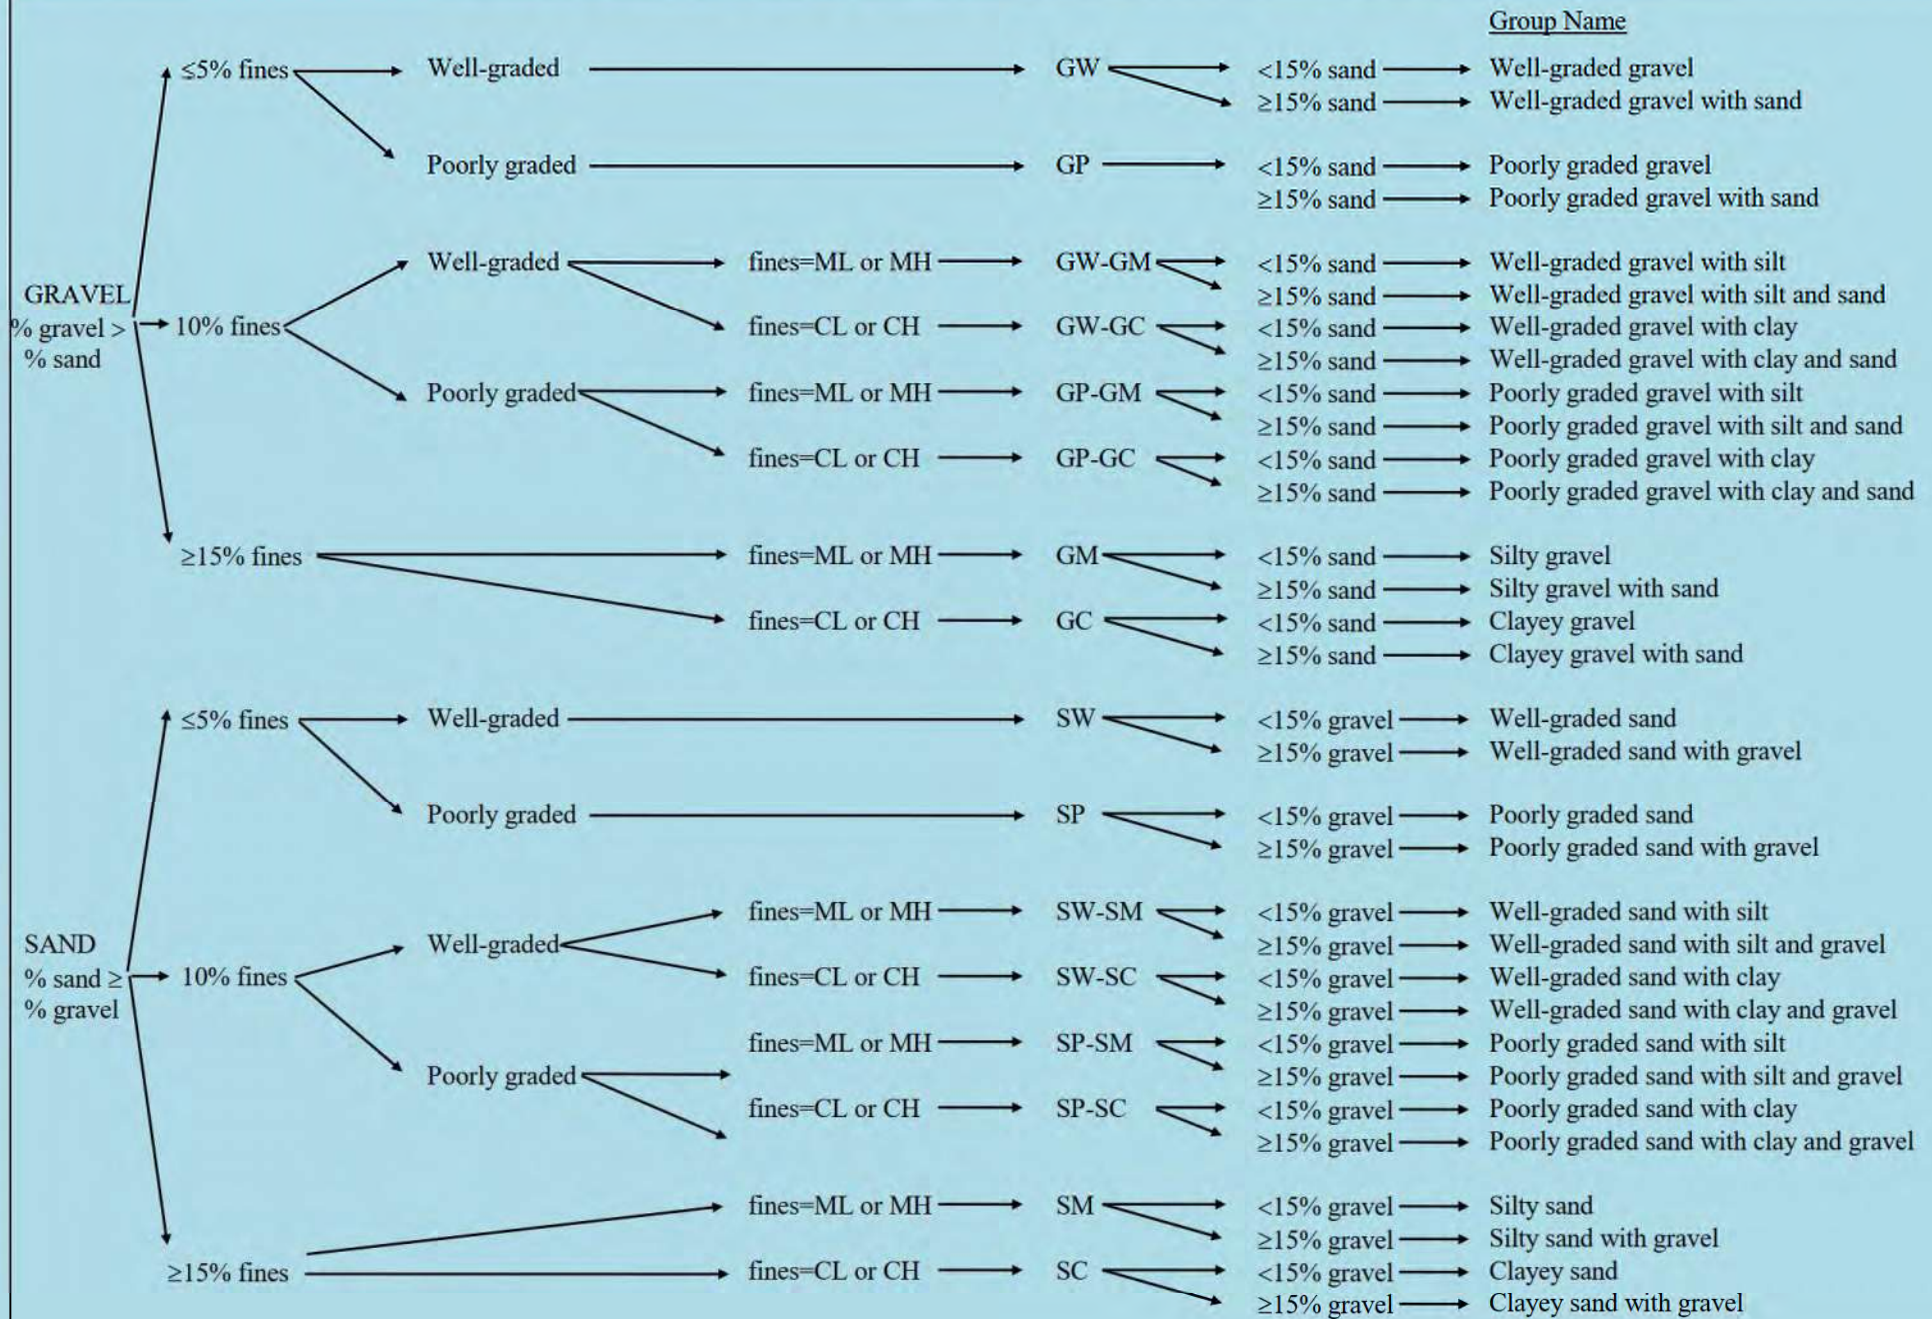 Group Name
≤5% fines Well-graded GW <15% sand Well-graded gravel
≥15% sand Well-graded gravel with sand
Poorly graded GP <15% sand Poorly graded gravel
≥15% sand Poorly graded gravel with sand
Well-graded fines=ML or MH GW-GM <15% sand Well-graded gravel with silt
GRAVEL ≥15% sand Well-graded gravel with silt and sand
% gravel > 10% fines fines=CL or CH GW-GC <15% sand Well-graded gravel with clay
% sand ≥15% sand Well-graded gravel with clay and sand
Poorly graded fines=ML or MH GP-GM <15% sand Poorly graded gravel with silt
≥15% sand Poorly graded gravel with silt and sand
fines=CL or CH GP-GC <15% sand Poorly graded gravel with clay
≥15% sand Poorly graded gravel with clay and sand
≥15% fines fines=ML or MH GM <15% sand Silty gravel
≥15% sand Silty gravel with sand
fines=CL or CH GC <15% sand Clayey gravel
≥15% sand Clayey gravel with sand
≤5% fines Well-graded SW <15% gravel Well-graded sand
≥15% gravel Well-graded sand with gravel
Poorly graded SP <15% gravel Poorly graded sand
≥15% gravel Poorly graded sand with gravel
fines=ML or MH SW-SM <15% gravel Well-graded sand with silt
SAND Well-graded ≥15% gravel Well-graded sand with silt and gravel
% sand ≥ 10% fines fines=CL or CH SW-SC <15% gravel Well-graded sand with clay
% gravel ≥15% gravel Well-graded sand with clay and gravel
fines=ML or MH SP-SM <15% gravel Poorly graded sand with silt
Poorly graded ≥15% gravel Poorly graded sand with silt and gravel
fines=CL or CH SP-SC <15% gravel Poorly graded sand with clay
≥15% gravel Poorly graded sand with clay and gravel
fines=ML or MH SM <15% gravel Silty sand
≥15% gravel Silty sand with gravel
≥15% fines fines=CL or CH SC <15% gravel Clayey sand
≥15% gravel Clayey sand with gravel